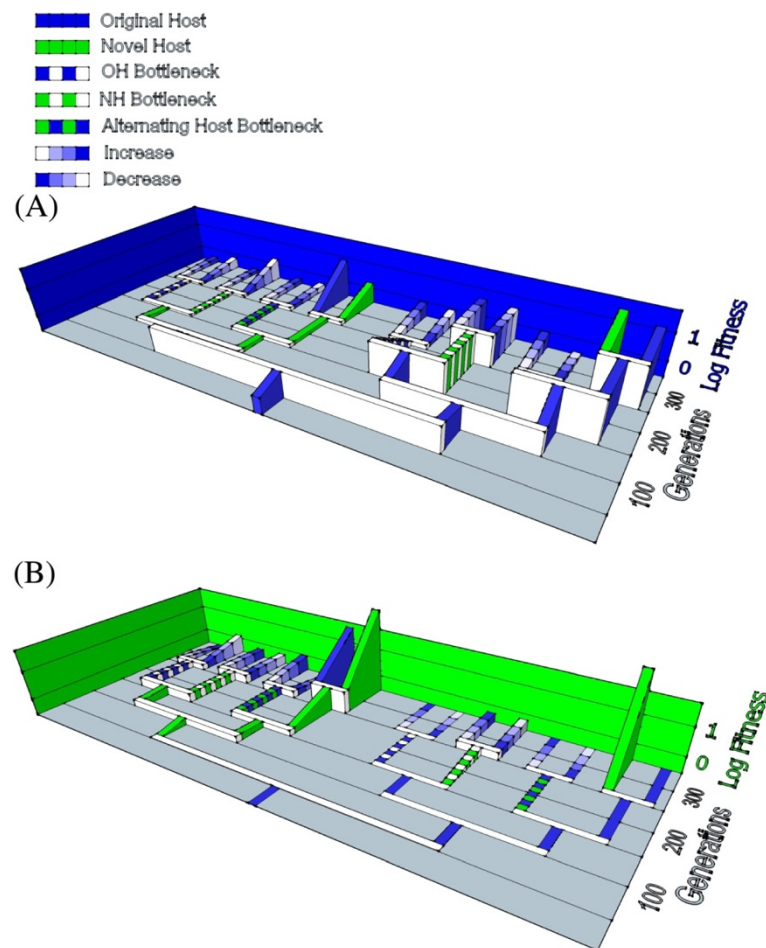 Original Host
Novel Host
OH Bottleneck
NH Bottleneck
Alternating Host Bottleneck
Increase
Decrease
(A)
1
0
Log Fitness
300
200
100
Generations
(B)
1
0
Log Fitness
300
200
100
Generations